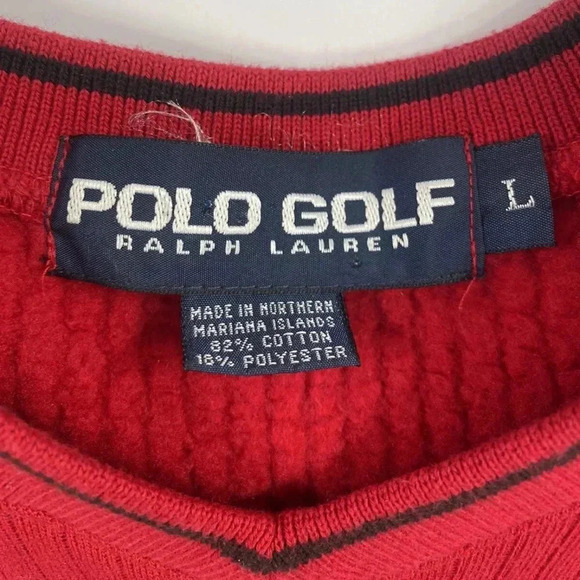 POLO GOLF
RALPH LAUREN
L
MADE IN NORTHERN
MARIANA ISLANDS
82% COTTON
18% POLYESTER